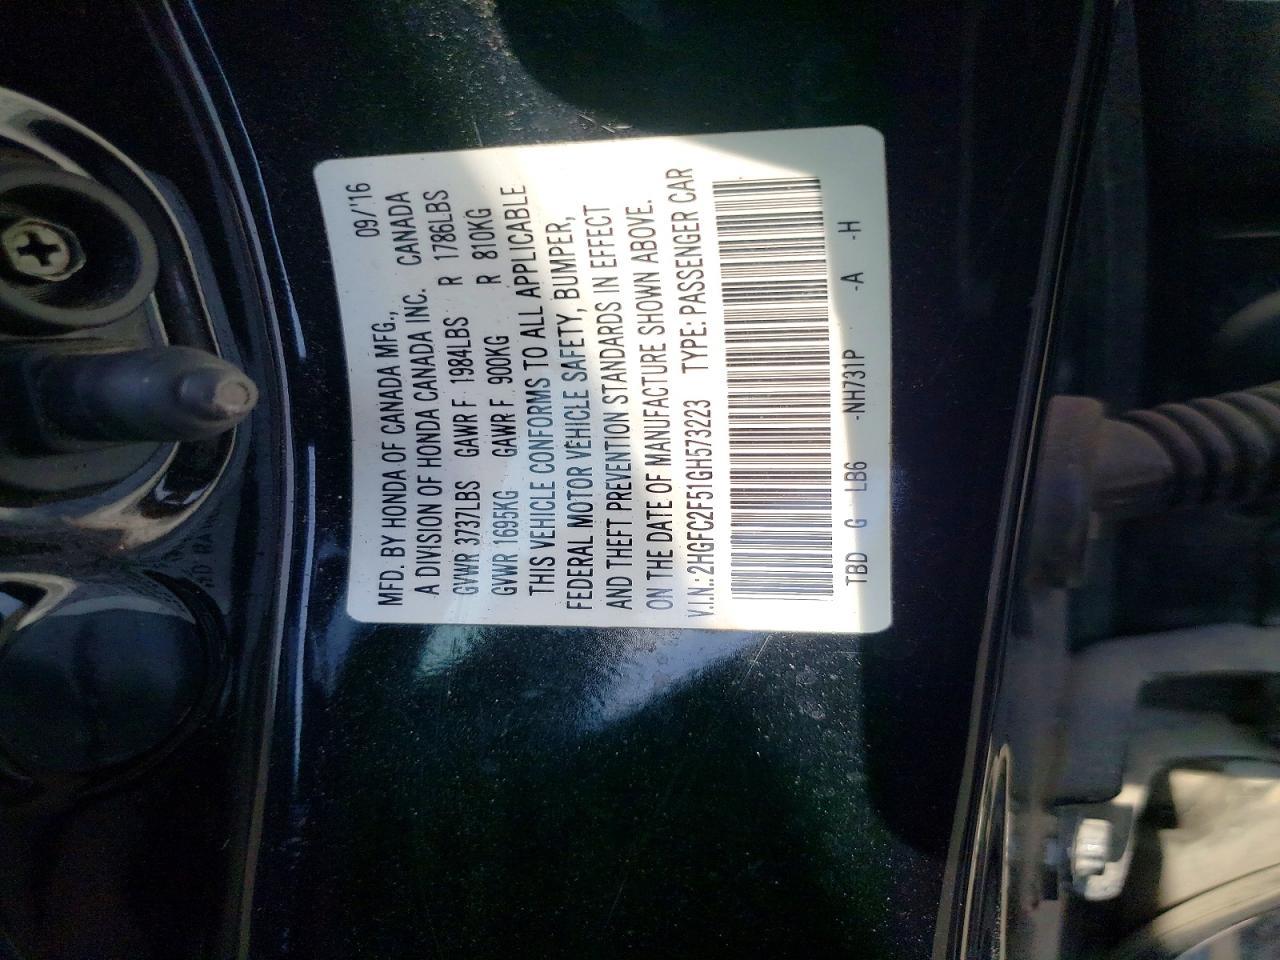 09/'16
MFD. BY HONDA OF CANADA MFG.,
A DIVISION OF HONDA CANADA INC. CANADA
GVWR 3737LBS GAWR F 1984LBS R 1786LBS
GVWR 1695KG GAWR F 900KG R 810KG
THIS VEHICLE CONFORMS TO ALL APPLICABLE
FEDERAL MOTOR VEHICLE SAFETY, BUMPER,
AND THEFT PREVENTION STANDARDS IN EFFECT
ON THE DATE OF MANUFACTURE SHOWN ABOVE.
V.I.N.: 2HGFC2F51GH573223 TYPE: PASSENGER CAR
TBD G LB6 -NH731P -A -H